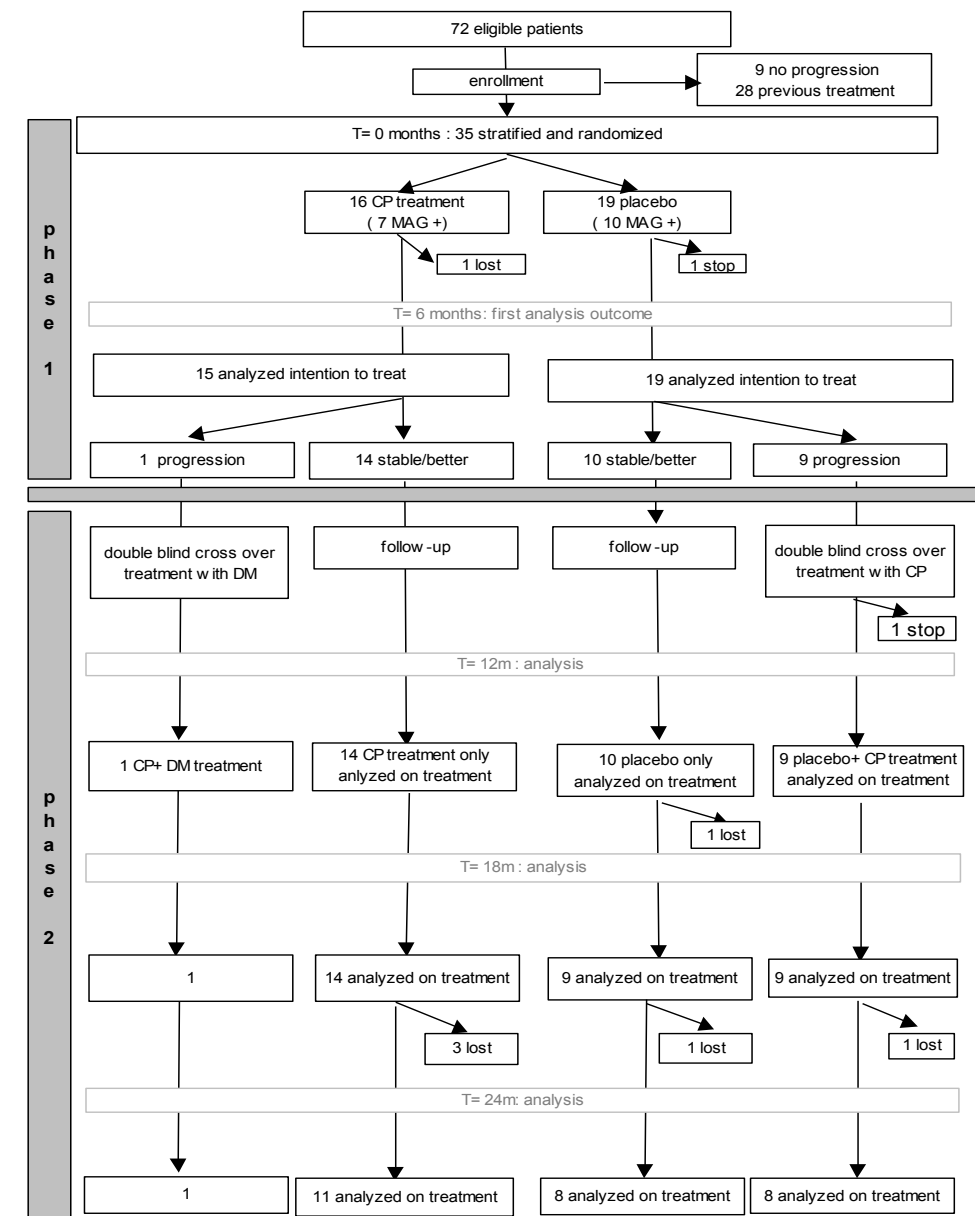 72 eligible patients
enrollment
9 no progression
28 previous treatment
T= 0 months : 35 stratified and randomized
phase 1
16 CP treatment
( 7 MAG +)
19 placebo
( 10 MAG +)
1 lost
1 stop
T= 6 months: first analysis outcome
15 analyzed intention to treat
19 analyzed intention to treat
1 progression
14 stable/better
10 stable/better
9 progression
phase 2
double blind cross over
treatment with DM
follow-up
follow-up
double blind cross over
treatment with CP
1 stop
T= 12m : analysis
1 CP+ DM treatment
14 CP treatment only
anlyzed on treatment
10 placebo only
analyzed on treatment
9 placebo+ CP treatment
analyzed on treatment
1 lost
T= 18m : analysis
1
14 analyzed on treatment
9 analyzed on treatment
9 analyzed on treatment
3 lost
1 lost
1 lost
T= 24m: analysis
1
11 analyzed on treatment
8 analyzed on treatment
8 analyzed on treatment